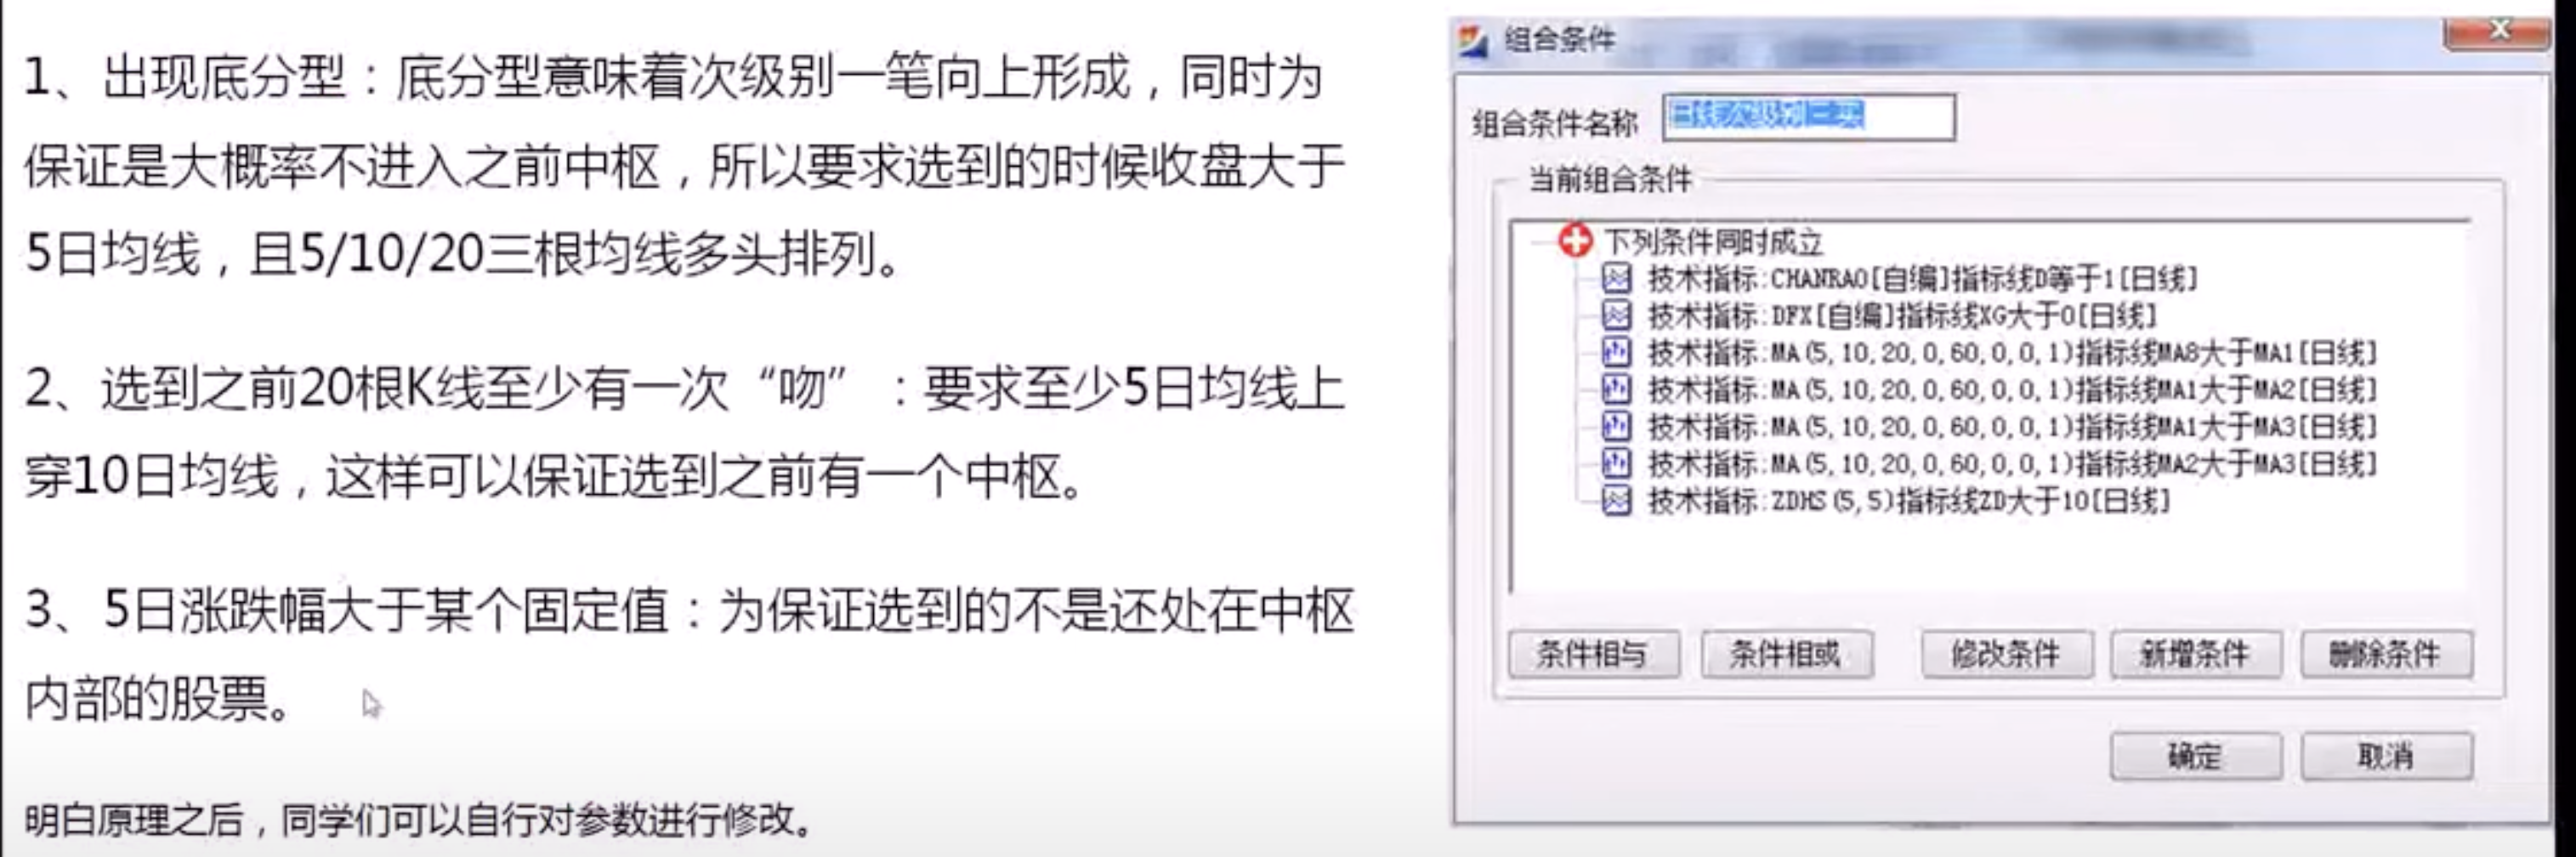 1、出现底分型：底分型意味着次级别一笔向上形成，同时为
保证是大概率不进入之前中枢，所以要求选到的时候收盘大于
5日均线，且5/10/20三根均线多头排列。
2、选到之前20根K线至少有一次“吻”：要求至少5日均线上
穿10日均线，这样可以保证选到之前有一个中枢。
3、5日涨跌幅大于某个固定值：为保证选到的不是还处在中枢
内部的股票。
明白原理之后，同学们可以自行对参数进行修改。
组合条件
组合条件名称 日线次级别三买
当前组合条件
下列条件同时成立
技术指标:CHANRAO[自编]指标线D等于1[日线]
技术指标:DFX[自编]指标线XG大于0[日线]
技术指标:MA(5,10,20,0,60,0,0,1)指标线MA8大于MA1[日线]
技术指标:MA(5,10,20,0,60,0,0,1)指标线MA1大于MA2[日线]
技术指标:MA(5,10,20,0,60,0,0,1)指标线MA1大于MA3[日线]
技术指标:MA(5,10,20,0,60,0,0,1)指标线MA2大于MA3[日线]
技术指标:ZDHS(5,5)指标线ZD大于10[日线]
条件相与 条件相或 修改条件 新增条件 删除条件
确定 取消